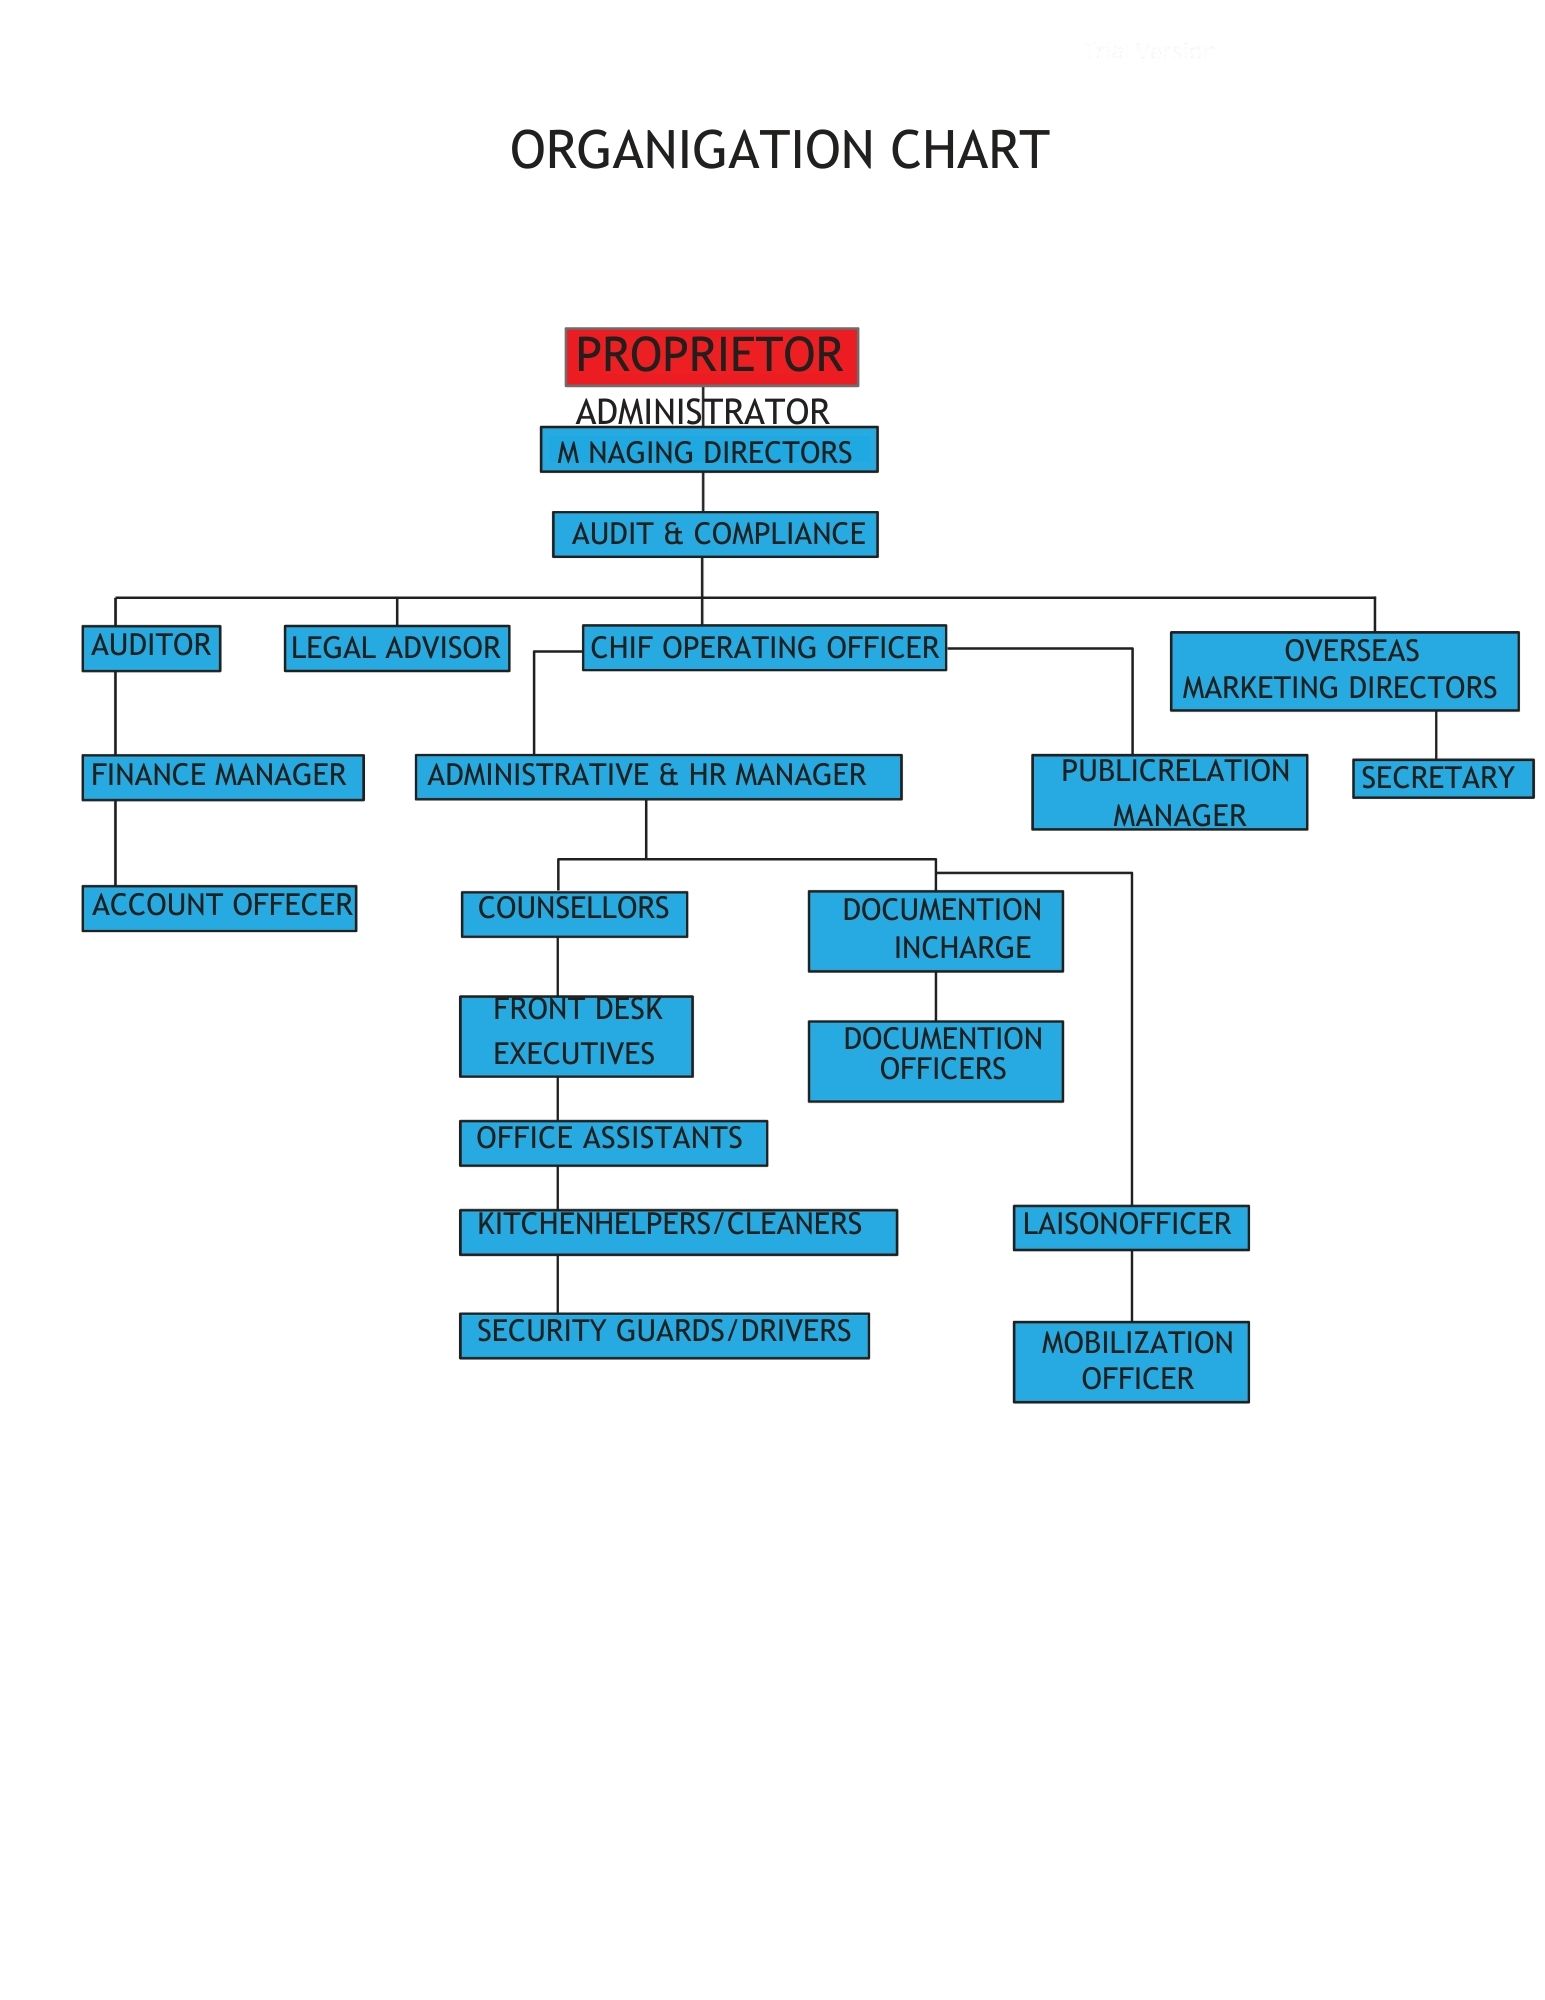 ORGANIGATION CHART
PROPRIETOR
ADMINISTRATOR
M NAGING DIRECTORS
AUDIT & COMPLIANCE
AUDITOR
LEGAL ADVISOR
CHIF OPERATING OFFICER
OVERSEAS
MARKETING DIRECTORS
FINANCE MANAGER
ADMINISTRATIVE & HR MANAGER
PUBLICRELATION
MANAGER
SECRETARY
ACCOUNT OFFECER
COUNSELLORS
DOCUMENTION
INCHARGE
FRONT DESK
EXECUTIVES
DOCUMENTION
OFFICERS
OFFICE ASSISTANTS
KITCHENHELPERS/CLEANERS
LAISONOFFICER
SECURITY GUARDS/DRIVERS
MOBILIZATION
OFFICER